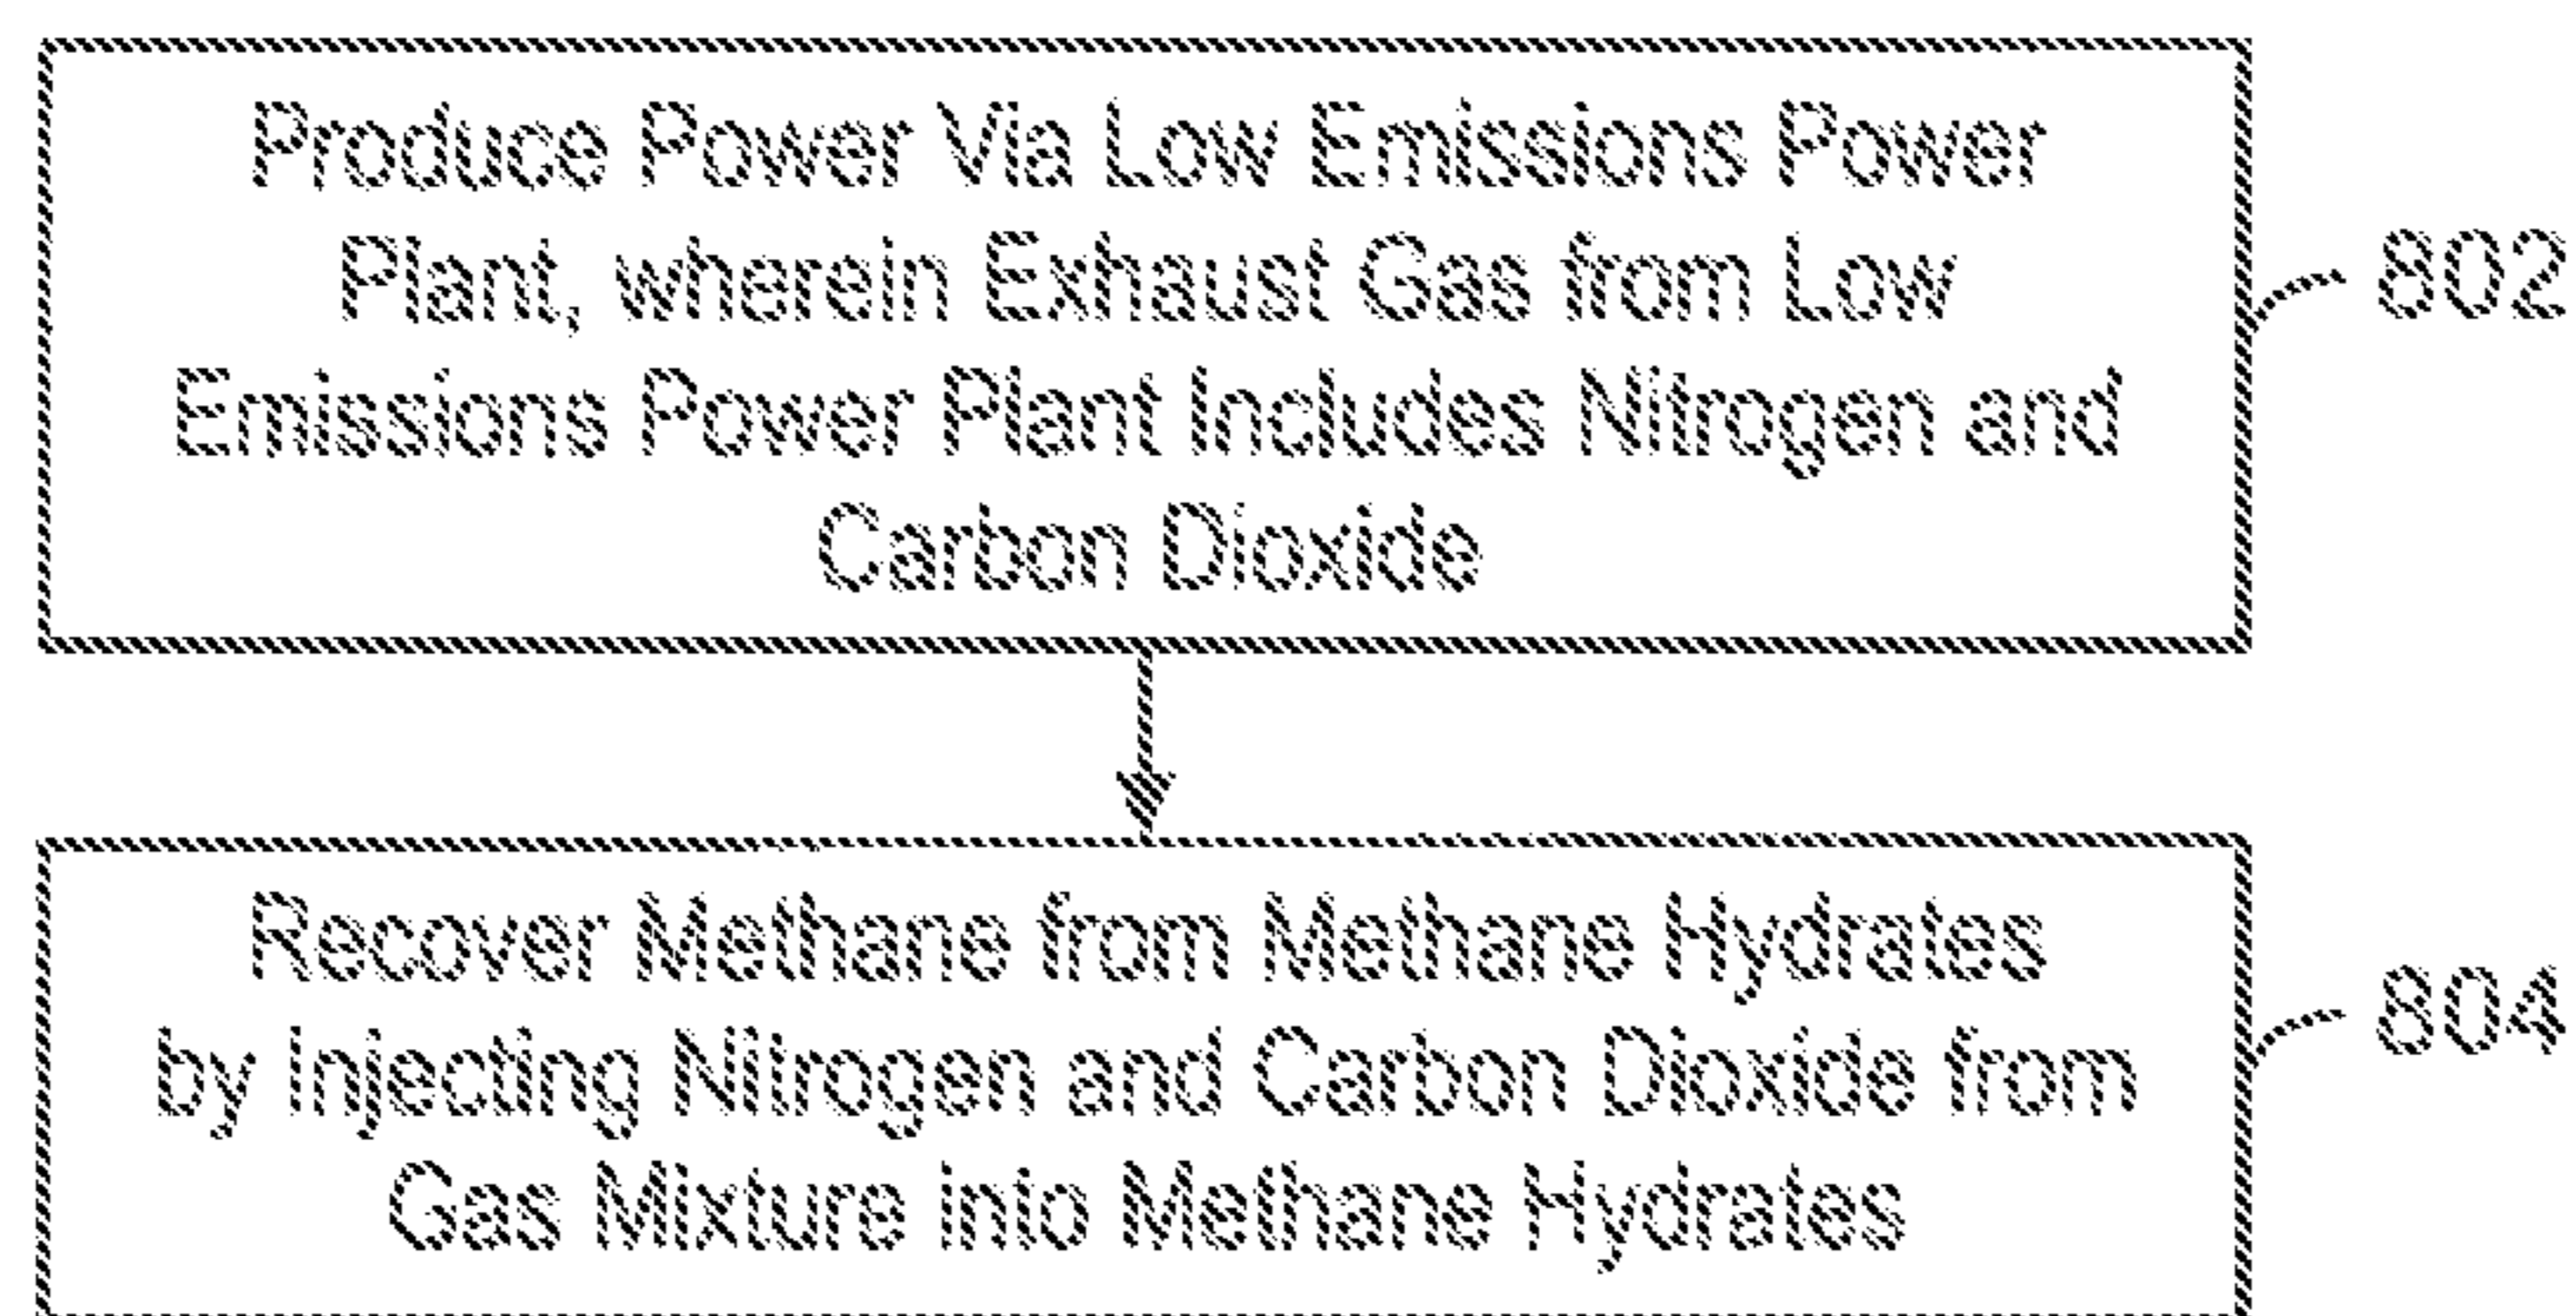 Produce Power Via Low Emissions Power
Plant, wherein Exhaust Gas from Low
Emissions Power Plant Includes Nitrogen and
Carbon Dioxide
802
Recover Methane from Methane Hydrates
by Injecting Nitrogen and Carbon Dioxide from
Gas Mixture into Methane Hydrates
804